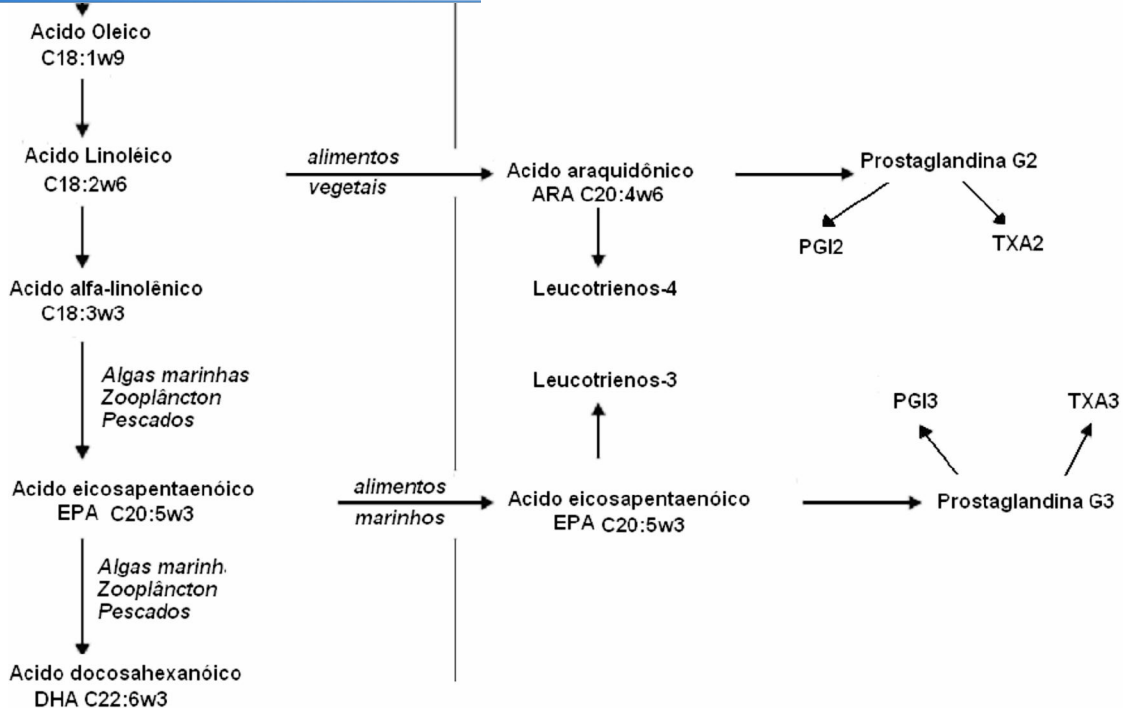 Acido Oleico
C18:1w9
Acido Linoléico
C18:2w6
alimentos
vegetais
Acido araquidônico
ARA C20:4w6
Prostaglandina G2
PGI2
TXA2
Acido alfa-linolênico
C18:3w3
Leucotrienos-4
Algas marinhas
Zooplâncton
Pescados
Leucotrienos-3
PGI3
TXA3
Acido eicosapentaenóico
EPA C20:5w3
alimentos
marinhos
Acido eicosapentaenóico
EPA C20:5w3
Prostaglandina G3
Algas marinh
Zooplâncton
Pescados
Acido docosahexanóico
DHA C22:6w3